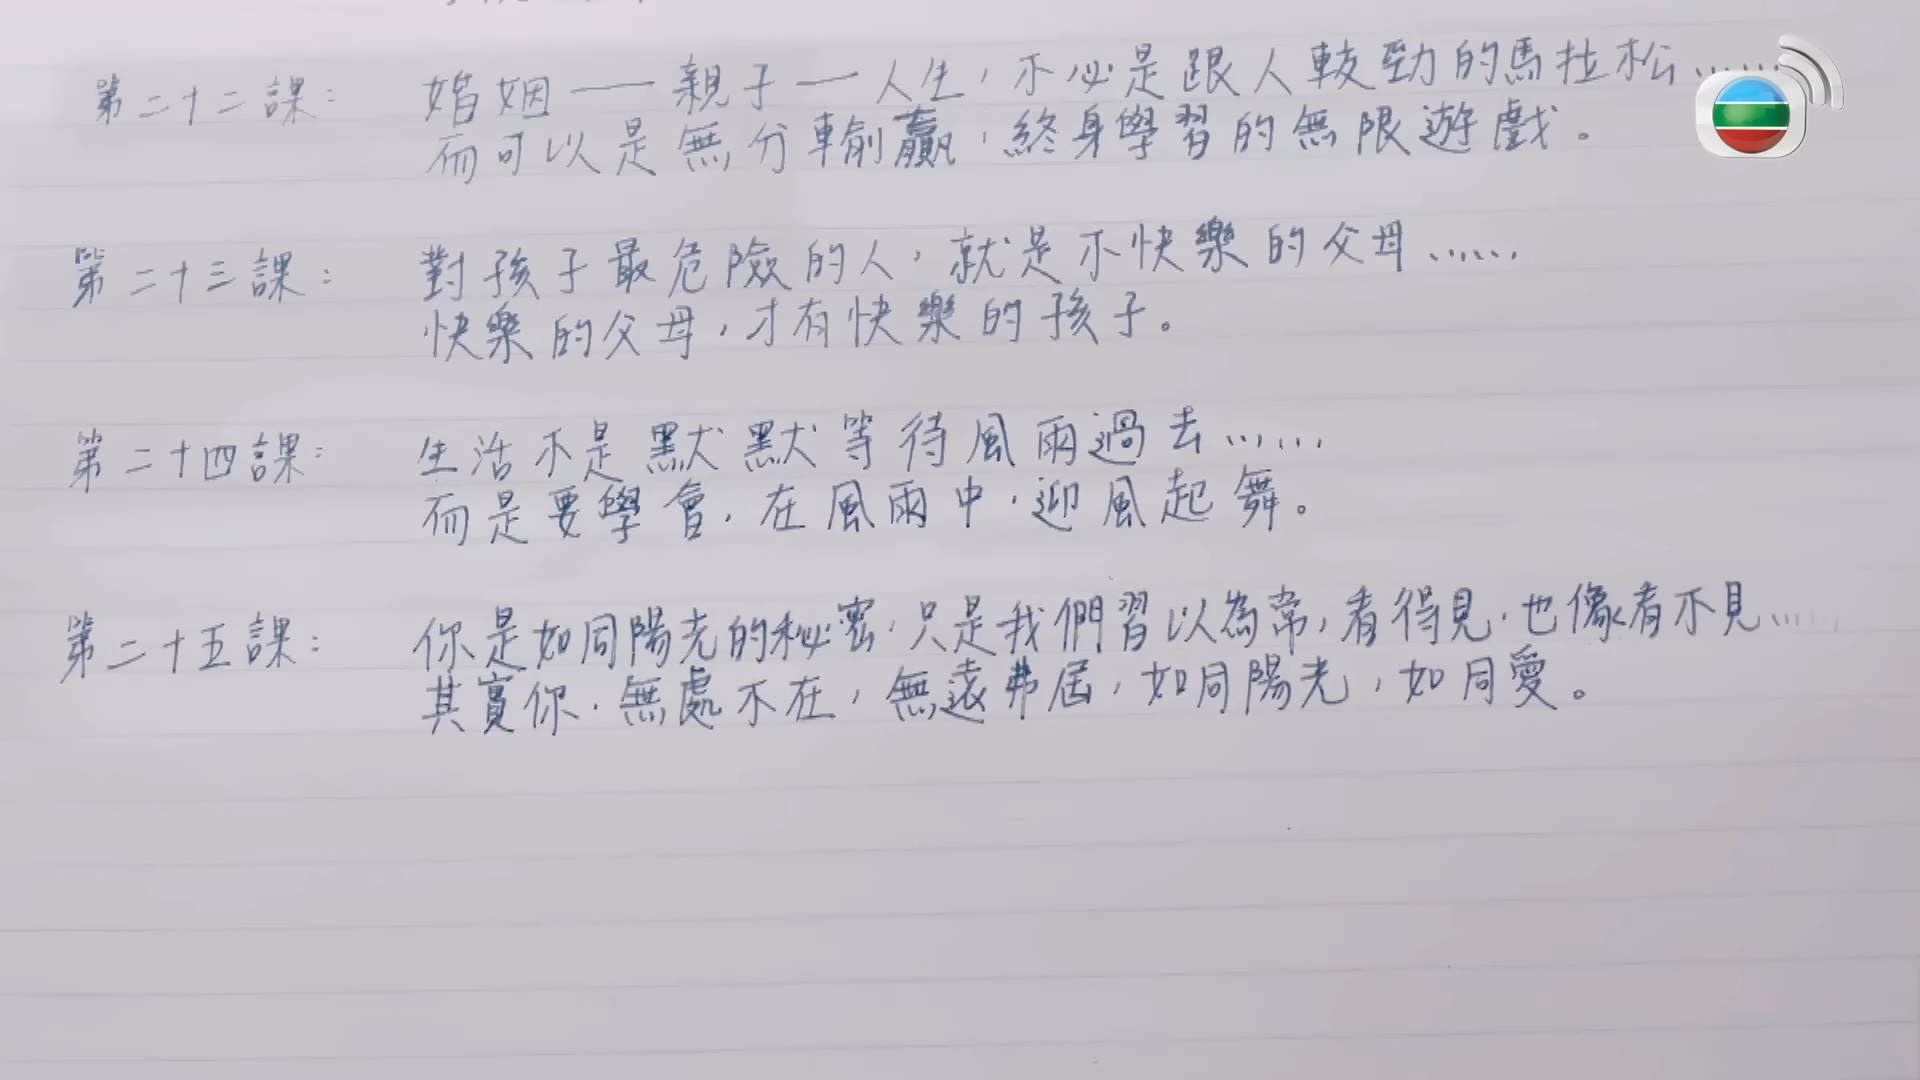 第二十二課： 婚姻——親子—人生，不必是跟人較勁的馬拉松……
而可以是無分輸贏，終身學習的無限遊戲。
第二十三課： 對孩子最危險的人，就是不快樂的父母……
快樂的父母，才有快樂的孩子。
第二十四課： 生活不是默默等待風雨過去……
而是要學會，在風雨中，迎風起舞。
第二十五課： 你是如同陽光的秘密，只是我們習以為常，看得見，也像看不見……
其實你，無處不在，無遠弗屆，如同陽光，如同愛。